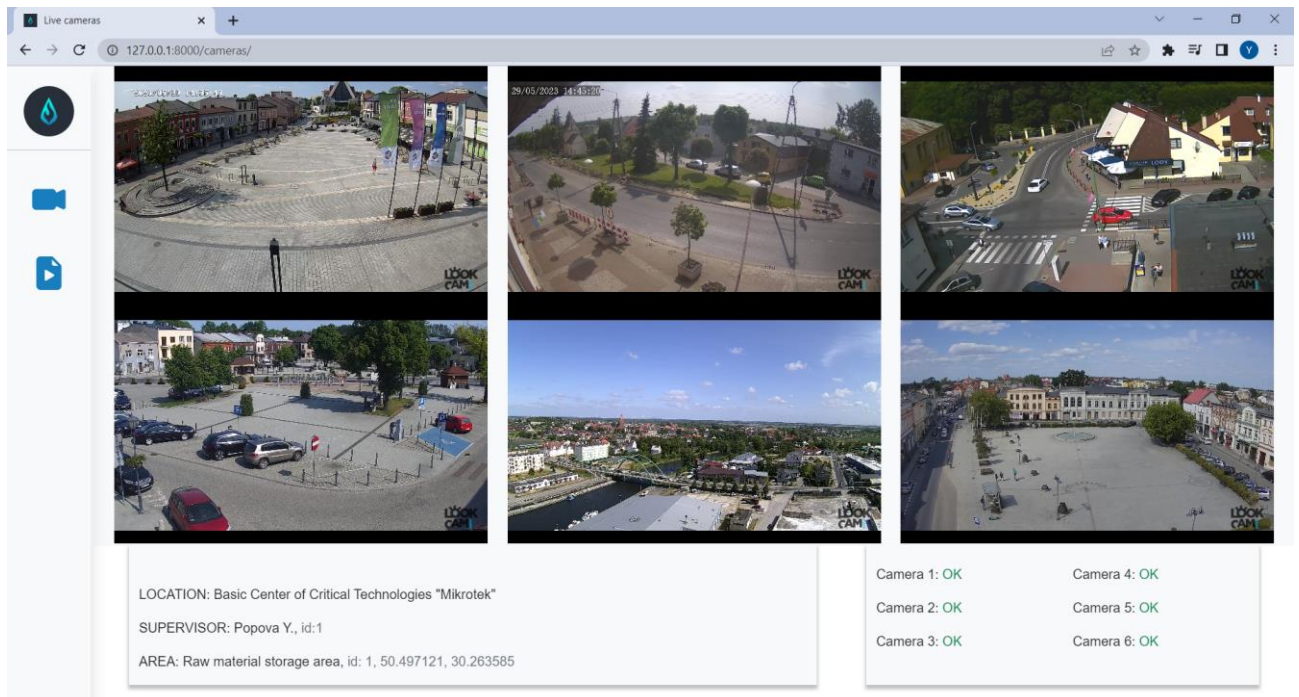 Live cameras
127.0.0.1:8000/cameras/
Y
29/05/2023 14:43:20
LOOK
CAM
LOOK
CAM
LOOK
CAM
LOOK
CAM
LOOK
CAM
LOOK
CAM
LOCATION: Basic Center of Critical Technologies "Mikrotek"
SUPERVISOR: Popova Y., id:1
AREA: Raw material storage area, id: 1, 50.497121, 30.263585
Camera 1: OK
Camera 4: OK
Camera 2: OK
Camera 5: OK
Camera 3: OK
Camera 6: OK